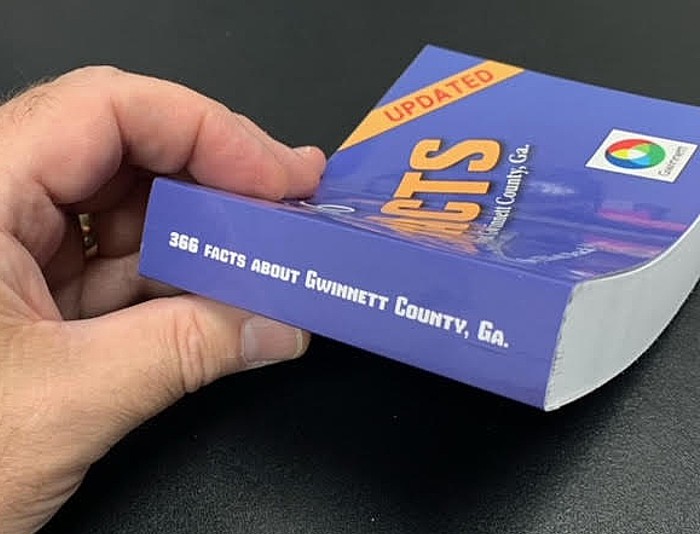 UPDATED
ACTS
Gwinnett County, Ga.
Gwinnett
366 FACTS ABOUT GWINNETT COUNTY, GA.